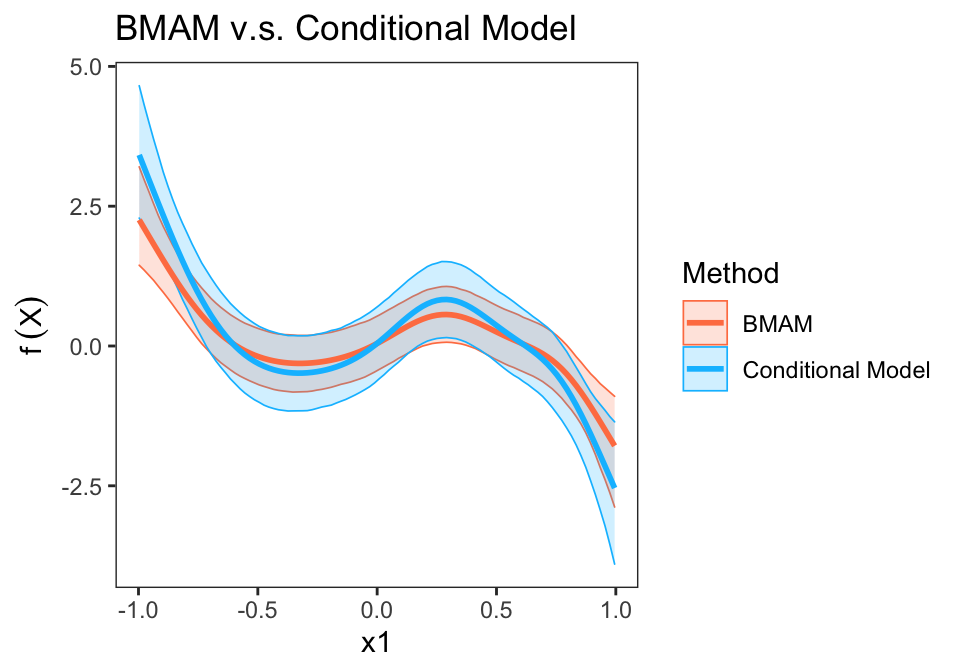 BMAM v.s. Conditional Model
5.0
2.5
0.0
-2.5
f (X)
-1.0 -0.5 0.0 0.5 1.0
x1
Method
BMAM
Conditional Model